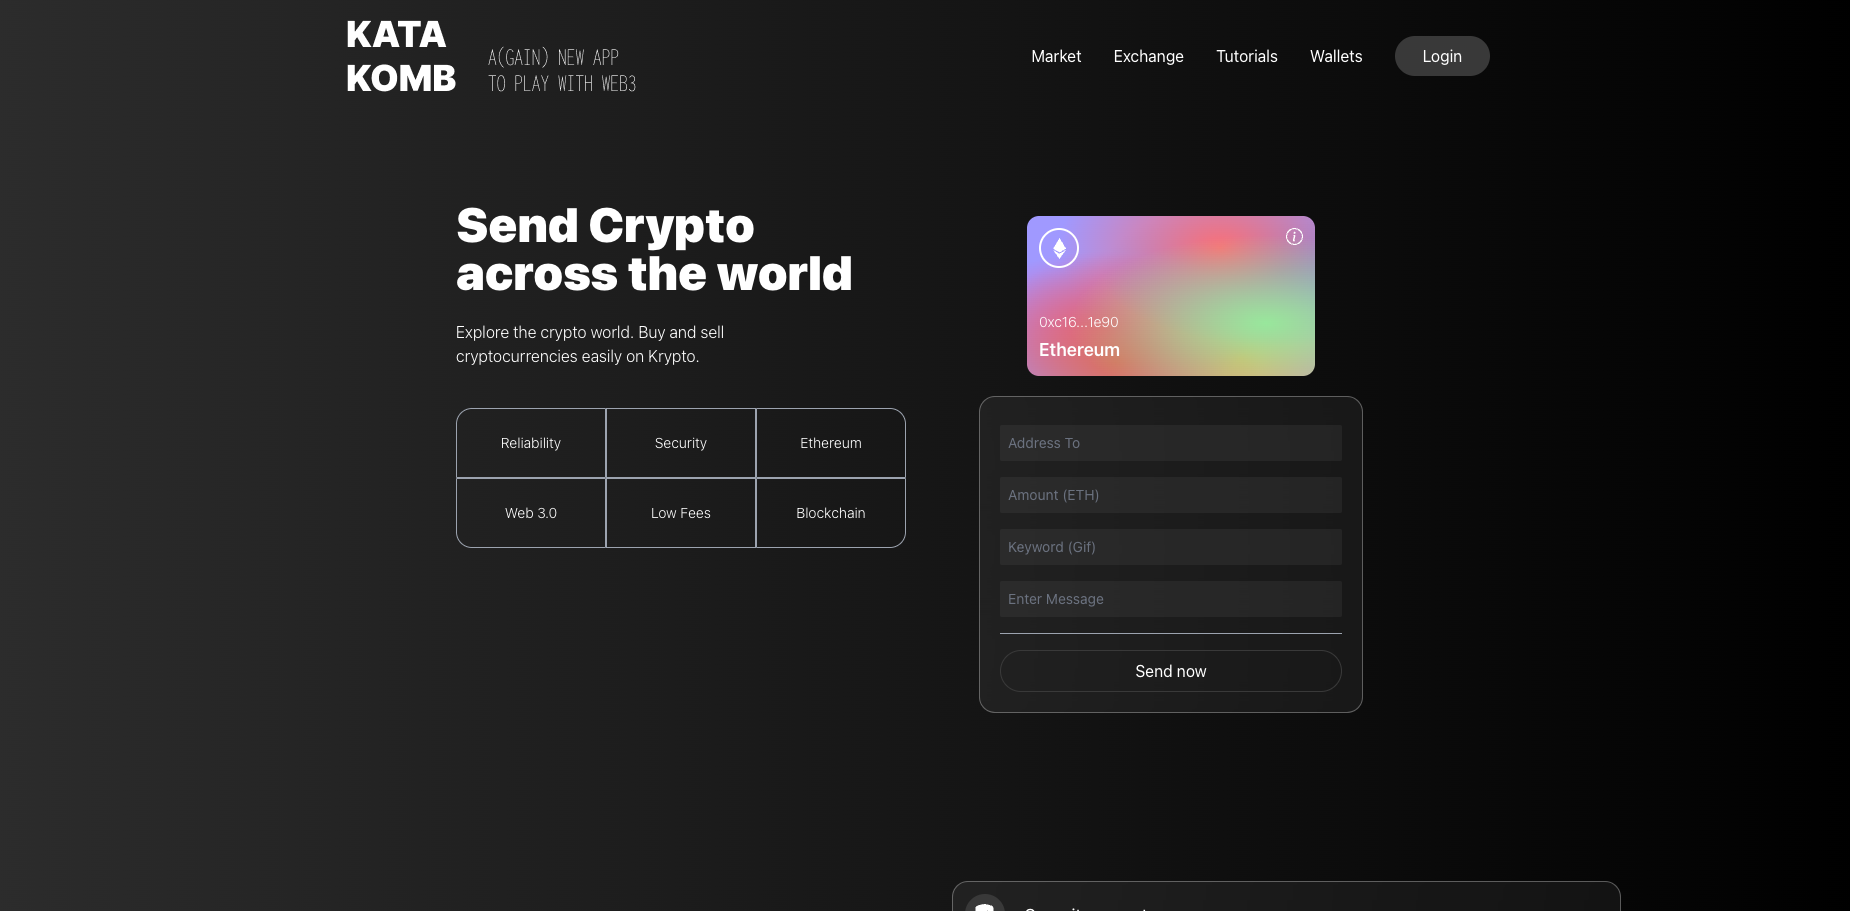 KATA
KOMB
A(GAIN) NEW APP
TO PLAY WITH WEB3
Market
Exchange
Tutorials
Wallets
Login
Send Crypto
across the world
Explore the crypto world. Buy and sell
cryptocurrencies easily on Krypto.
Reliability
Security
Ethereum
Web 3.0
Low Fees
Blockchain
0xc16...1e90
Ethereum
Address To
Amount (ETH)
Keyword (Gif)
Enter Message
Send now